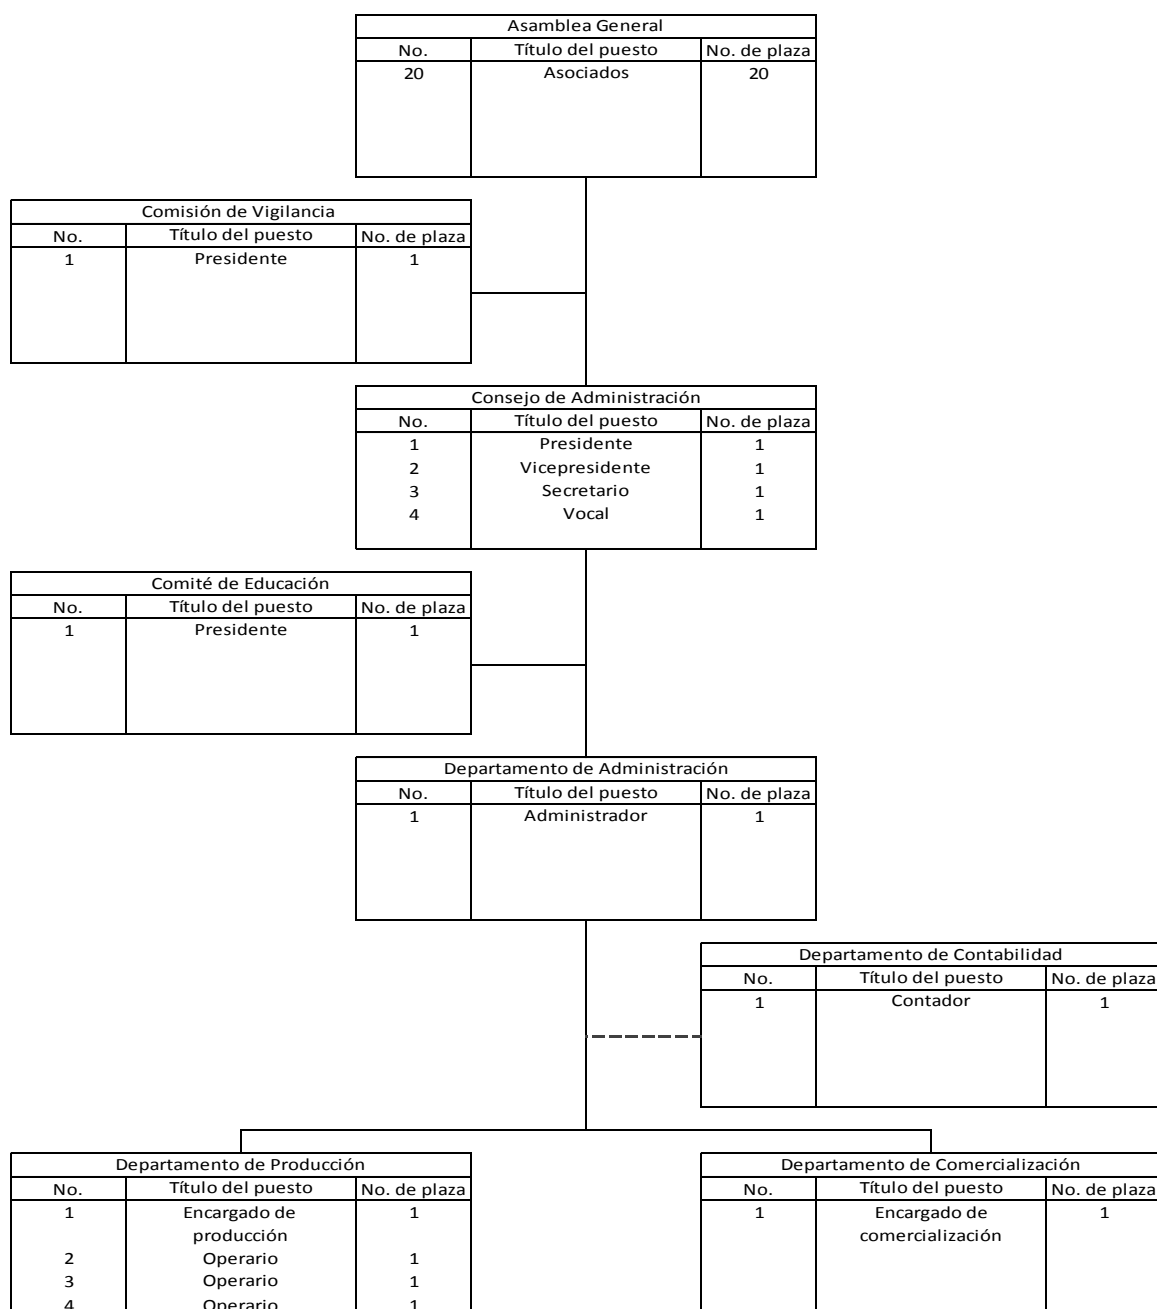 Asamblea General
No. Título del puesto No. de plaza
20 Asociados 20
Comisión de Vigilancia
No. Título del puesto No. de plaza
1 Presidente 1
Consejo de Administración
No. Título del puesto No. de plaza
1 Presidente 1
2 Vicepresidente 1
3 Secretario 1
4 Vocal 1
Comité de Educación
No. Título del puesto No. de plaza
1 Presidente 1
Departamento de Administración
No. Título del puesto No. de plaza
1 Administrador 1
Departamento de Contabilidad
No. Título del puesto No. de plaza
1 Contador 1
Departamento de Producción
No. Título del puesto No. de plaza
1 Encargado de 1
producción
2 Operario 1
3 Operario 1
4 Operario 1
Departamento de Comercialización
No. Título del puesto No. de plaza
1 Encargado de 1
comercialización